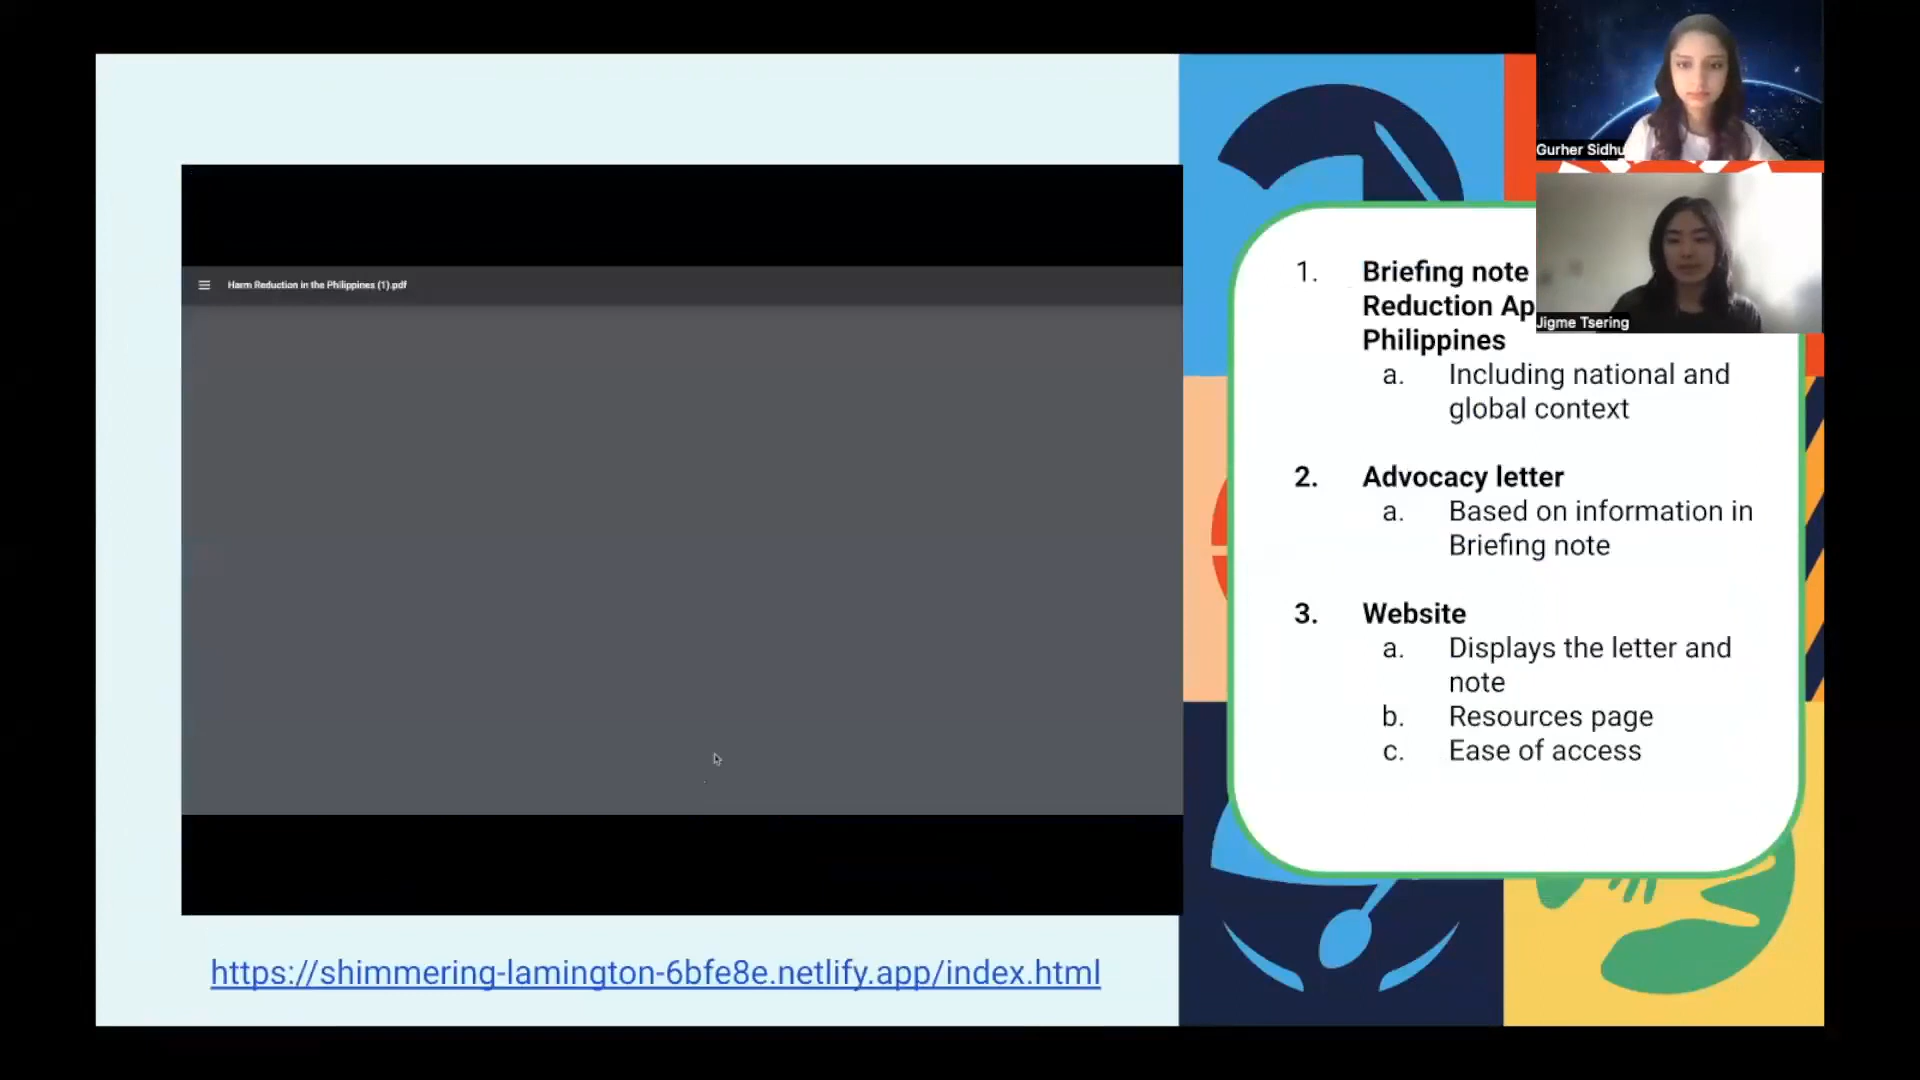 Gurher Sidhu
Jigme Tsering
Harm Reduction in the Philippines (1).pdf
1. Briefing note
Reduction Ap
Philippines
a. Including national and
global context
2. Advocacy letter
a. Based on information in
Briefing note
3. Website
a. Displays the letter and
note
b. Resources page
c. Ease of access
https://shimmering-lamington-6bfe8e.netlify.app/index.html